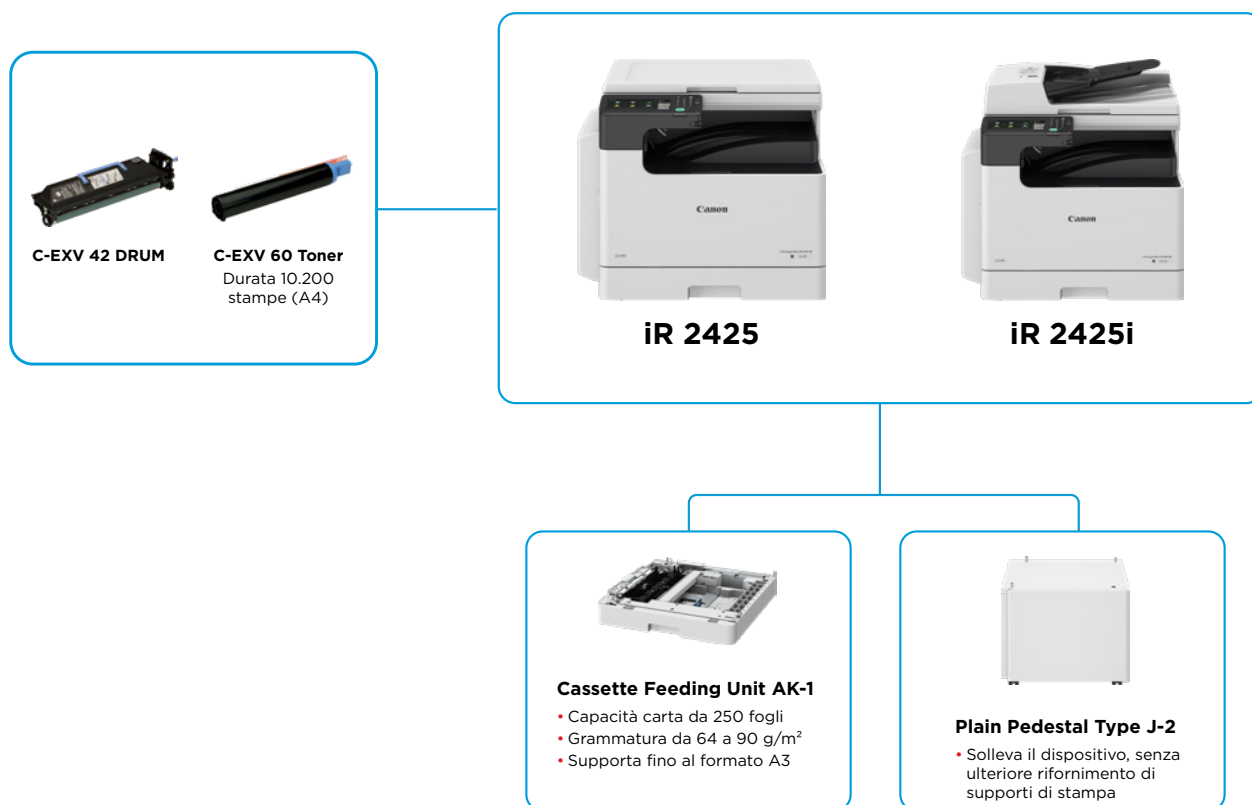 C-EXV 42 DRUM
C-EXV 60 Toner
Durata 10.200
stampe (A4)
Canon
Canon
iR 2425
iR 2425i
Cassette Feeding Unit AK-1
• Capacità carta da 250 fogli
• Grammatura da 64 a 90 g/m²
• Supporta fino al formato A3
Plain Pedestal Type J-2
• Solleva il dispositivo, senza
ulteriore rifornimento di
supporti di stampa